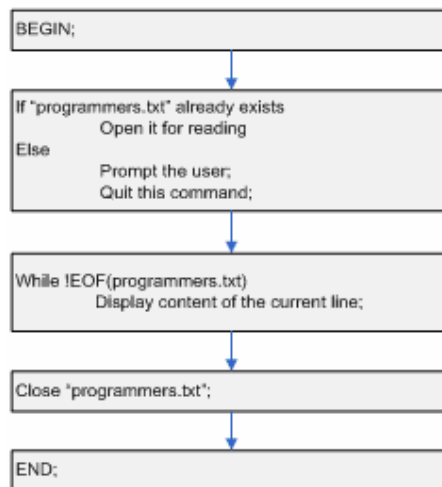 BEGIN;
If "programmers.txt" already exists
Open it for reading
Else
Prompt the user;
Quit this command;
While !EOF(programmers.txt)
Display content of the current line;
Close "programmers.txt";
END;